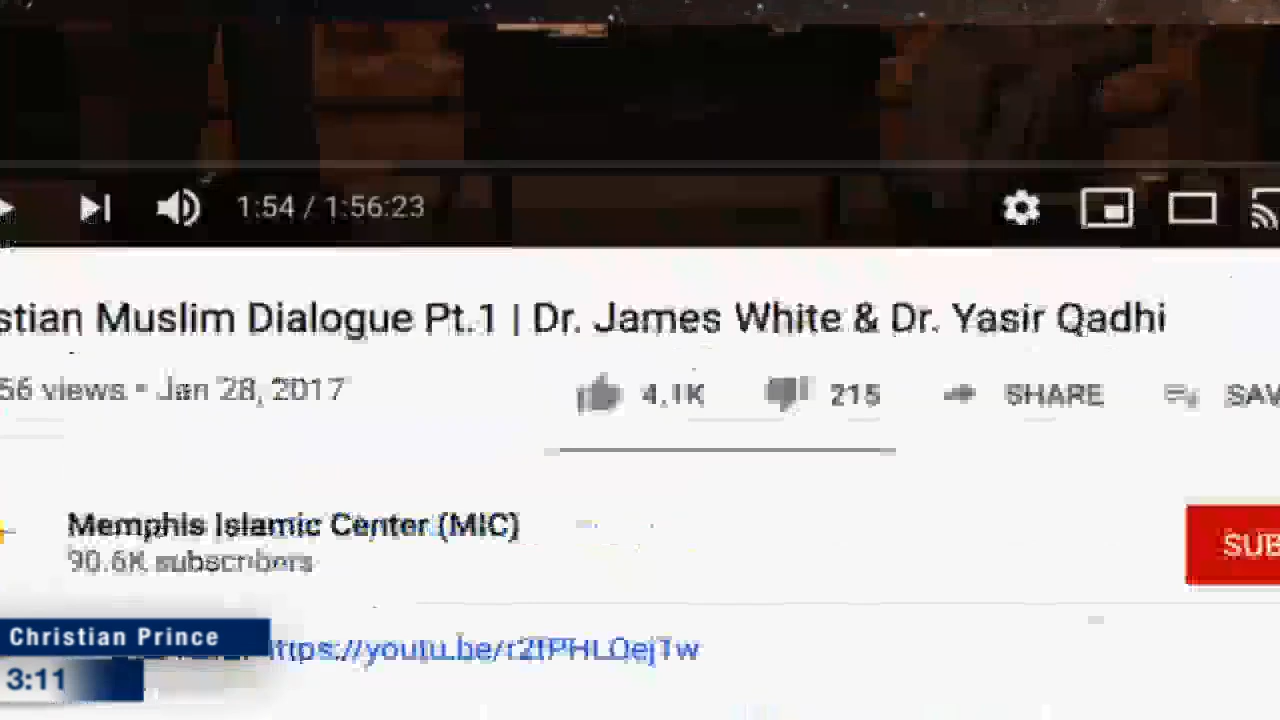 1:54 / 1:56:23
stian Muslim Dialogue Pt.1 | Dr. James White & Dr. Yasir Qadhi
56 views • Jan 28, 2017
4.1K 215 SHARE SAV
Memphis Islamic Center (MIC)
90.6K subscribers
SUB
Christian Prince
3:11